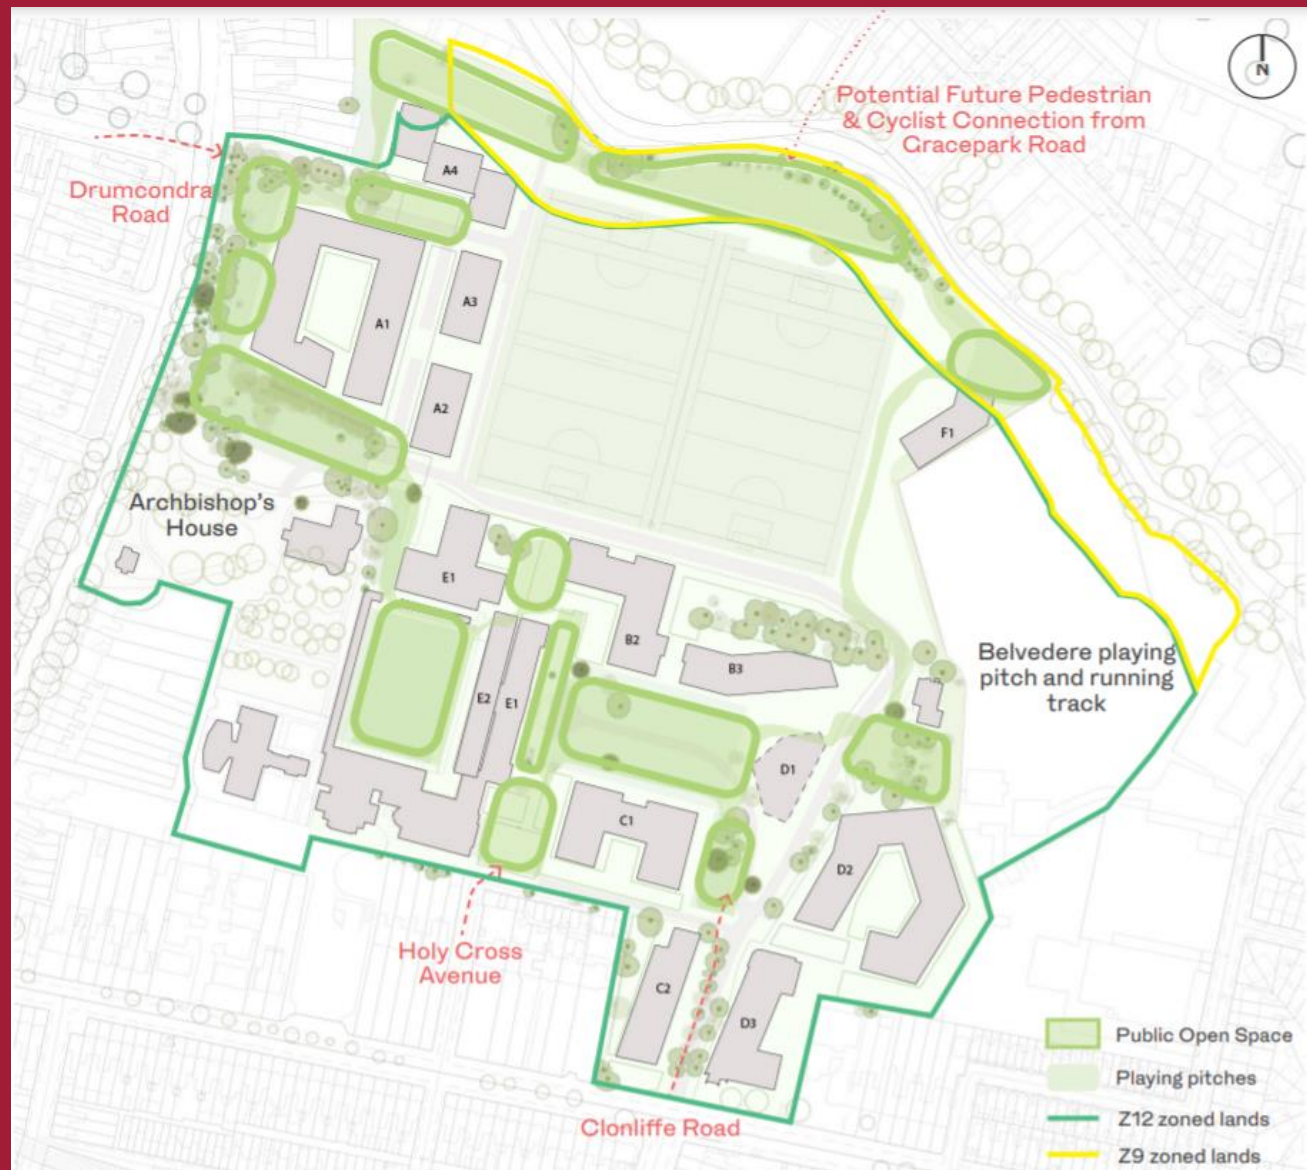 N
Potential Future Pedestrian
& Cyclist Connection from
Gracepark Road
Drumcondra
Road
A4
A3
A1
A2
F1
Archbishop's
House
E1
B2
B3
E2
E1
Belvedere playing
pitch and running
track
D1
C1
D2
Holy Cross
Avenue
C2
D3
Clonliffe Road
Public Open Space
Playing pitches
Z12 zoned lands
Z9 zoned lands